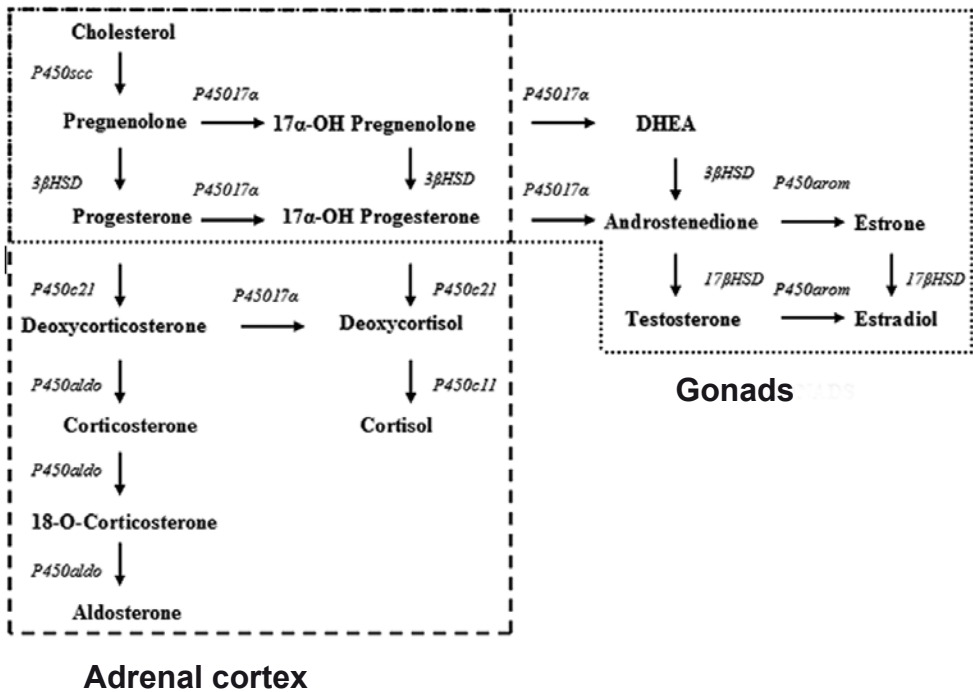 Cholesterol
P450scc
P45017α P45017α
Pregnenolone 17α-OH Pregnenolone DHEA
3βHSD P45017α 3βHSD P45017α 3βHSD P450arom
Progesterone 17α-OH Progesterone Androstenedione Estrone
P450c21 P45017α P450c21 17βHSD P450arom 17βHSD
Deoxycorticosterone Deoxycortisol Testosterone Estradiol
P450aldo P450c11 Gonads
Corticosterone Cortisol
P450aldo
18-O-Corticosterone
P450aldo
Aldosterone
Adrenal cortex